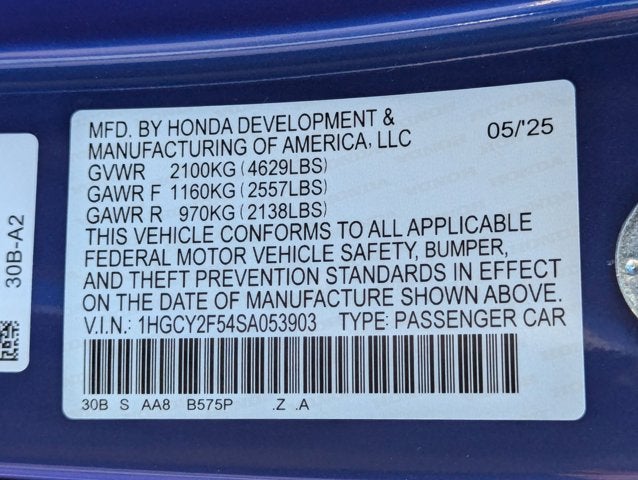 MFD. BY HONDA DEVELOPMENT & MANUFACTURING OF AMERICA, LLC 05/'25
GVWR 2100KG (4629LBS)
GAWR F 1160KG (2557LBS)
GAWR R 970KG (2138LBS)
THIS VEHICLE CONFORMS TO ALL APPLICABLE
FEDERAL MOTOR VEHICLE SAFETY, BUMPER,
AND THEFT PREVENTION STANDARDS IN EFFECT
ON THE DATE OF MANUFACTURE SHOWN ABOVE.
V.I.N.: 1HGCY2F54SA053903 TYPE: PASSENGER CAR
30B S AA8 B575P .Z .A
30B-A2